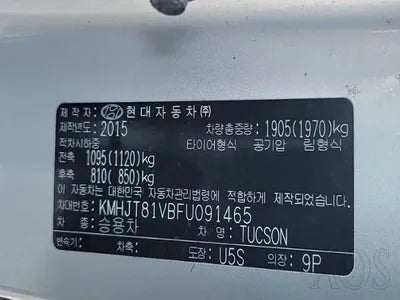 제작자: 현대자동차㈜
제작년도: 2015 차량총중량: 1905(1970)kg
적차시하중 타이어형식 공기압 림형식
전축 1095(1120)kg
후축 810( 850)kg
이 자동차는 대한민국 자동차관리법령에 적합하게 제작되었습니다.
차대번호: KMHJT81VBFU091465
차 종: 승용차 차 명: TUCSON
변속기: 차축: 도장: U5S 의장: 9P